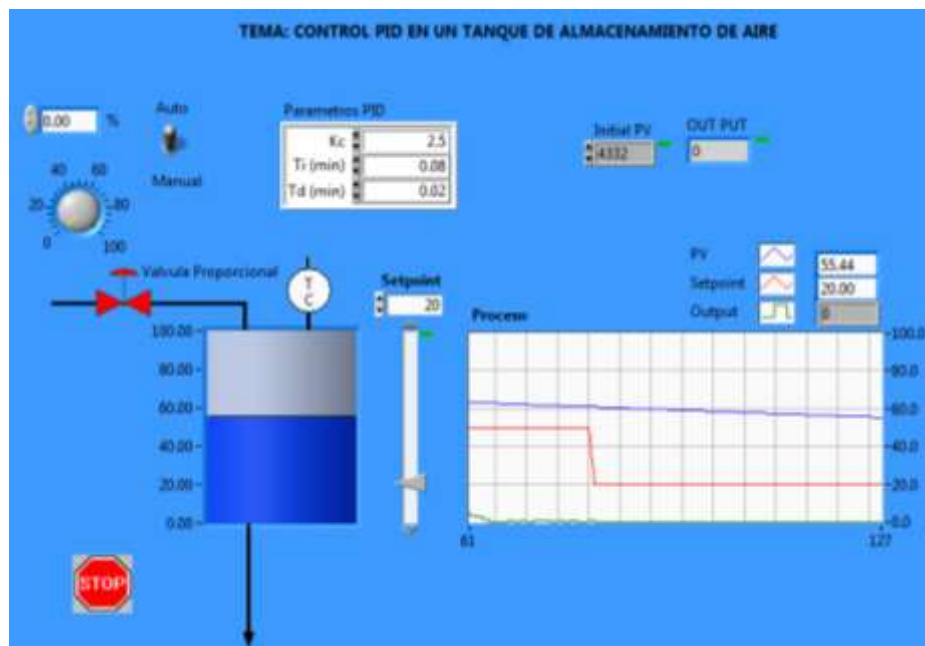 TEMA: CONTROL PID EN UN TANQUE DE ALMACENAMIENTO DE AIRE
0.00 %
Auto
Manual
0 20 40 60 80 100
Parametros PID
Kc 2.5
Ti (min) 0.08
Td (min) 0.02
Initial PV
4332
OUT PUT
0
Valvula Proporcional
T
C
Setpoint
20
100.00
80.00
60.00
40.00
20.00
0.00
PV 55.44
Setpoint 20.00
Output 0
Proceso
100.0
80.0
60.0
40.0
20.0
0.0
61 127
STOP